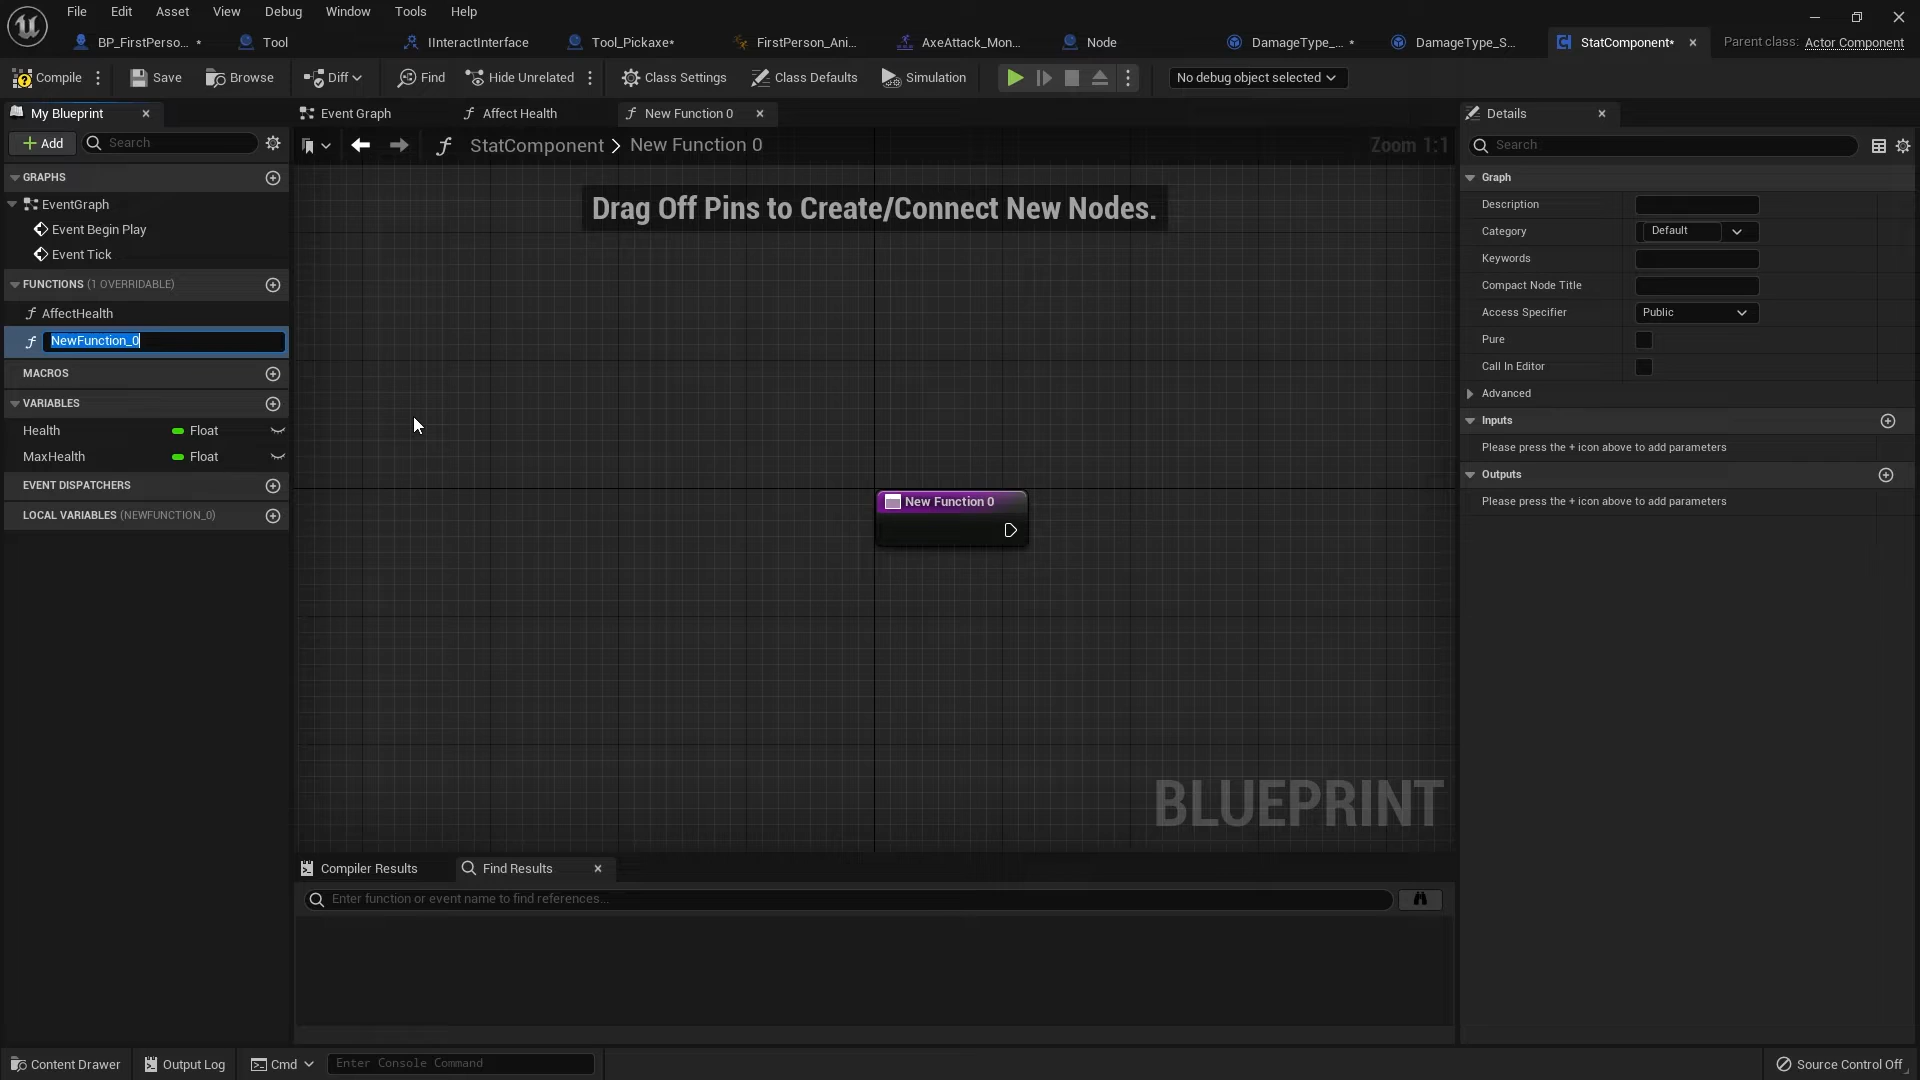 File Edit Asset View Debug Window Tools Help
BP_FirstPerso... * Tool IInteractInterface Tool_Pickaxe* FirstPerson_Ani... AxeAttack_Mon... Node DamageType_... * DamageType_S... StatComponent* Parent class: Actor Component
Compile Save Browse Diff Find Hide Unrelated Class Settings Class Defaults Simulation No debug object selected
My Blueprint Event Graph Affect Health New Function 0 Details
Add Search StatComponent > New Function 0 Zoom 1:1 Search
GRAPHS
EventGraph
Event Begin Play
Event Tick
FUNCTIONS (1 OVERRIDABLE)
AffectHealth
NewFunction_0
MACROS
VARIABLES
Health Float
MaxHealth Float
EVENT DISPATCHERS
LOCAL VARIABLES (NEWFUNCTION_0)
Drag Off Pins to Create/Connect New Nodes.
New Function 0
BLUEPRINT
Graph
Description
Category Default
Keywords
Compact Node Title
Access Specifier Public
Pure
Call In Editor
Advanced
Inputs
Please press the + icon above to add parameters
Outputs
Please press the + icon above to add parameters
Compiler Results Find Results
Enter function or event name to find references...
Content Drawer Output Log Cmd Enter Console Command Source Control Off